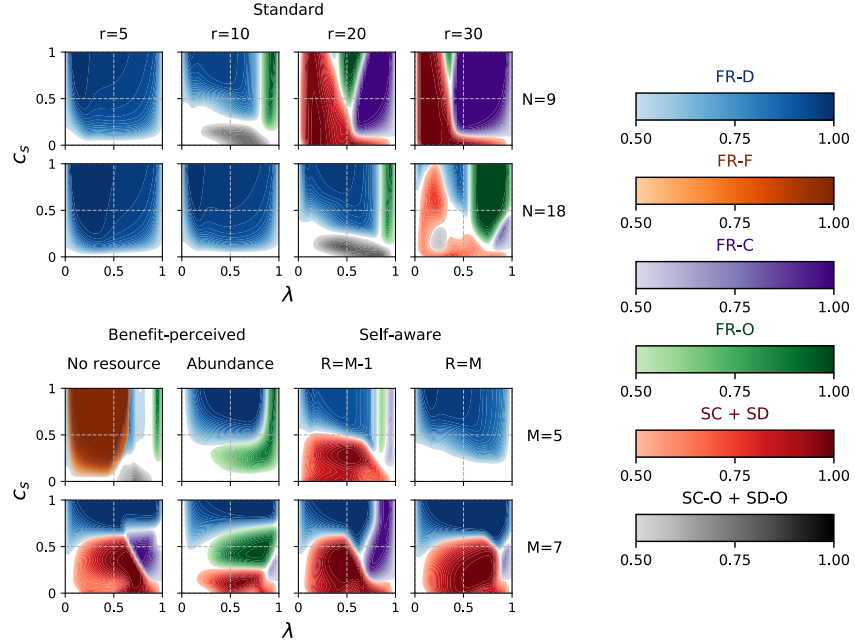 Standard
r=5 r=10 r=20 r=30
1
0.5
0
N=9
1
0.5
0
N=18
0 0.5 1 0 0.5 1 0 0.5 1 0 0.5 1
c_s
λ
Benefit-perceived Self-aware
No resource Abundance R=M-1 R=M
1
0.5
0
M=5
1
0.5
0
M=7
0 0.5 1 0 0.5 1 0 0.5 1 0 0.5 1
c_s
λ
FR-D
0.50 0.75 1.00
FR-F
0.50 0.75 1.00
FR-C
0.50 0.75 1.00
FR-O
0.50 0.75 1.00
SC + SD
0.50 0.75 1.00
SC-O + SD-O
0.50 0.75 1.00